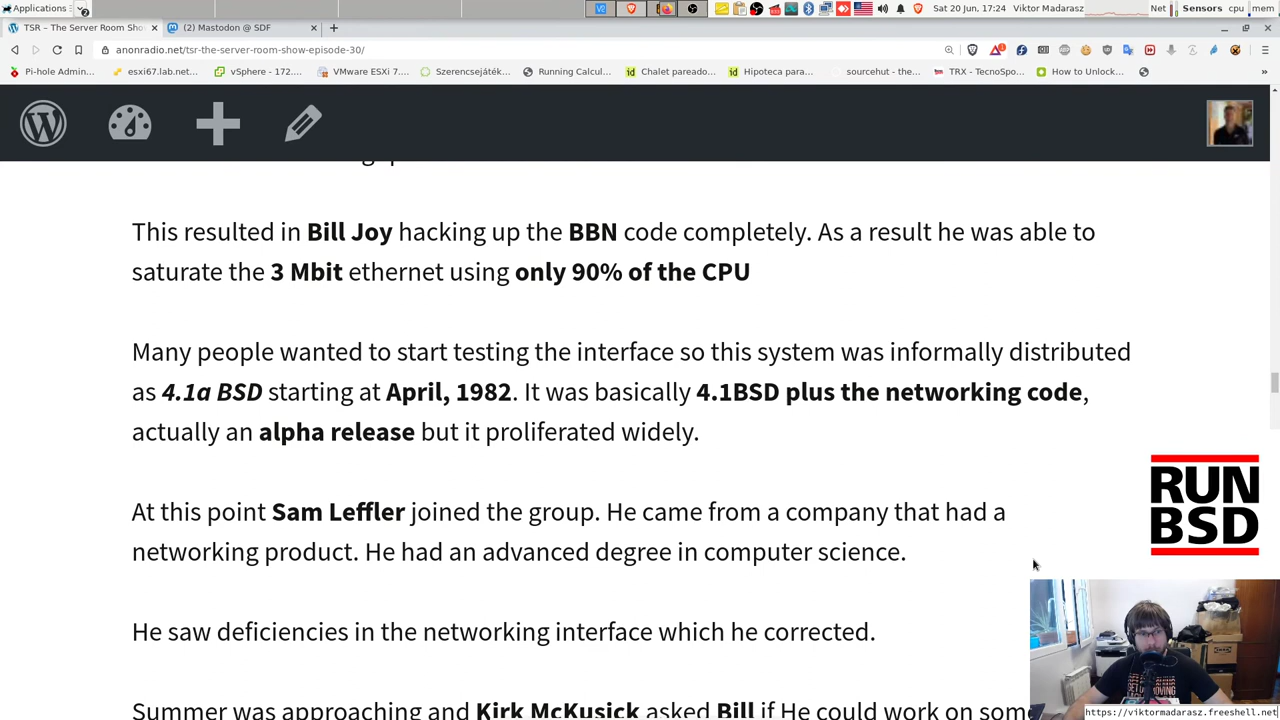 Applications
Sat 20 Jun, 17:24 Viktor Madarasz Net Sensors cpu mem
TSR – The Server Room Sh
(2) Mastodon @ SDF
anonradio.net/tsr-the-server-room-show-episode-30/
Pi-hole Admin... esxi67.lab.net... vSphere - 172.... VMware ESXi 7... Szerencsejáték... Running Calcul... Chalet pareado... Hipoteca para... sourcehut - the... TRX - TecnoSpo... How to Unlock... »
This resulted in Bill Joy hacking up the BBN code completely. As a result he was able to
saturate the 3 Mbit ethernet using only 90% of the CPU
Many people wanted to start testing the interface so this system was informally distributed
as 4.1a BSD starting at April, 1982. It was basically 4.1BSD plus the networking code,
actually an alpha release but it proliferated widely.
At this point Sam Leffler joined the group. He came from a company that had a
networking product. He had an advanced degree in computer science.
RUN
BSD
He saw deficiencies in the networking interface which he corrected.
Summer was approaching and Kirk McKusick asked Bill if He could work on some
https://viktormadarasz.freeshell.net